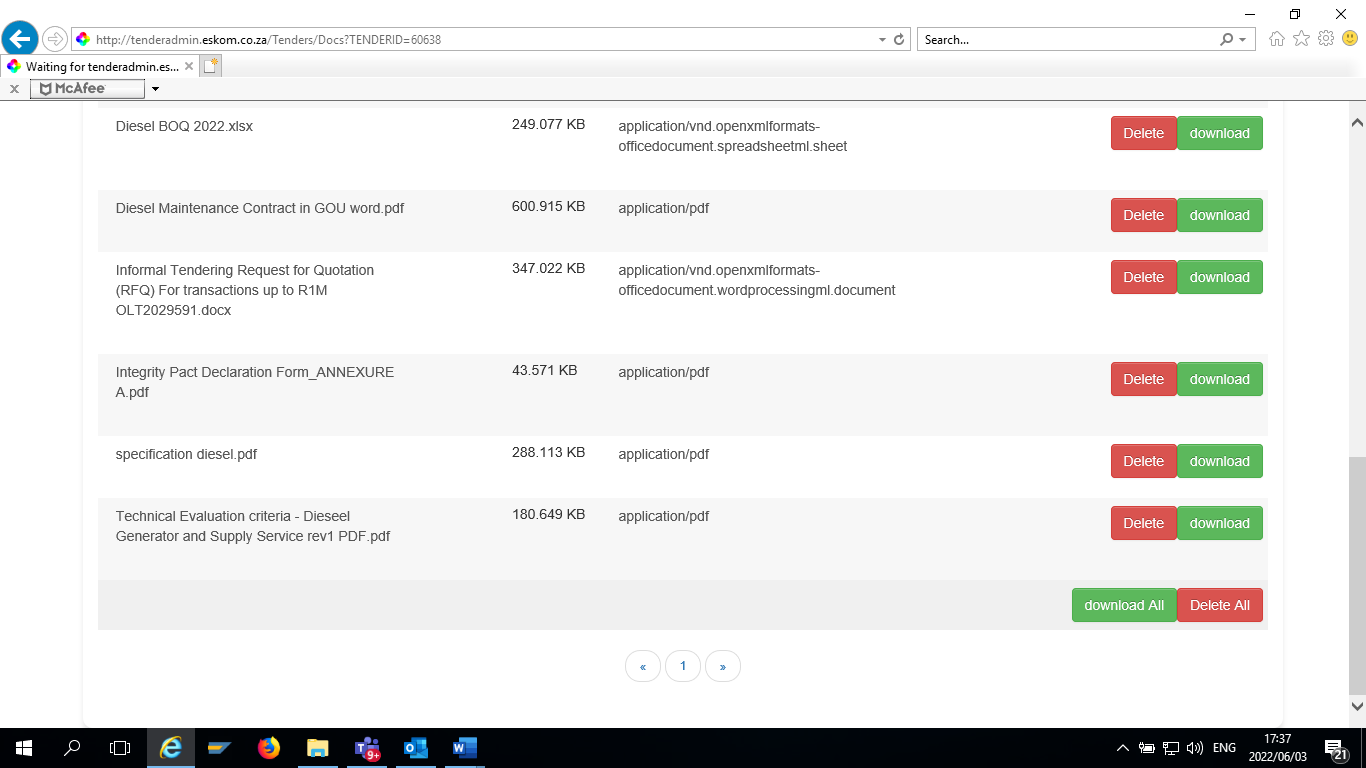 http://tenderadmin.eskom.co.za/Tenders/Docs?TENDERID=60638
Search...
Waiting for tenderadmin.es...
x
McAfee
Diesel BOQ 2022.xlsx
249.077 KB
application/vnd.openxmlformats-
officedocument.spreadsheetml.sheet
Delete
download
Diesel Maintenance Contract in GOU word.pdf
600.915 KB
application/pdf
Delete
download
Informal Tendering Request for Quotation
(RFQ) For transactions up to R1M
OLT2029591.docx
347.022 KB
application/vnd.openxmlformats-
officedocument.wordprocessingml.document
Delete
download
Integrity Pact Declaration Form_ANNEXURE
A.pdf
43.571 KB
application/pdf
Delete
download
specification diesel.pdf
288.113 KB
application/pdf
Delete
download
Technical Evaluation criteria - Dieseel
Generator and Supply Service rev1 PDF.pdf
180.649 KB
application/pdf
Delete
download
download All
Delete All
«
1
»
9+
ENG
17:37
2022/06/03
21